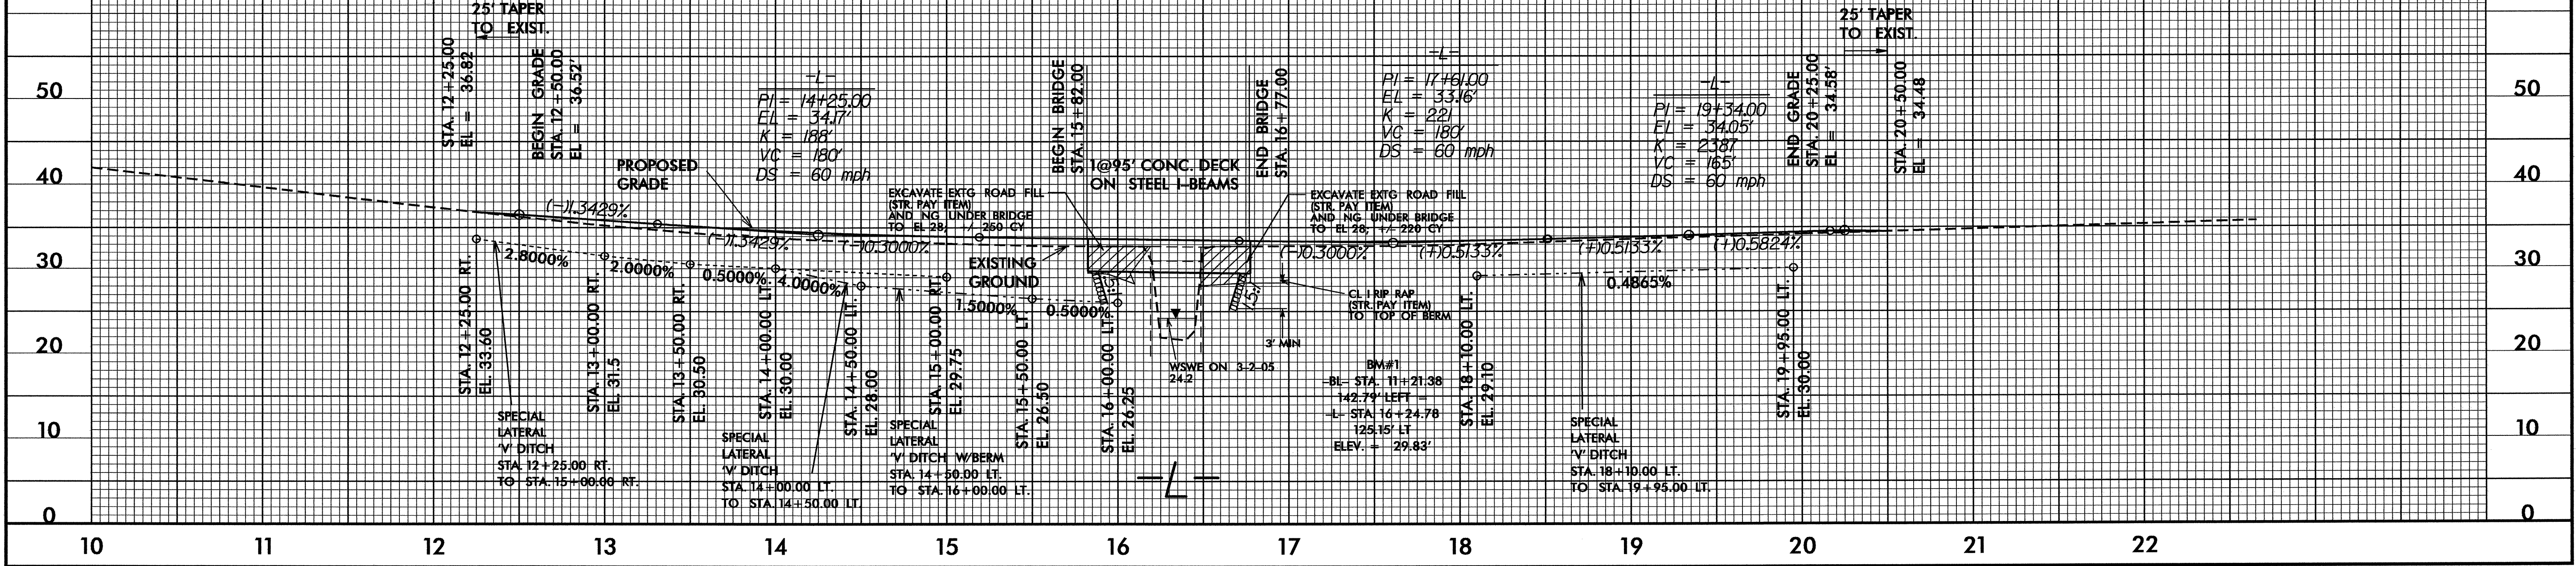 25' TAPER
TO EXIST.
STA. 12+25.00
EL = 36.82
BEGIN GRADE
STA. 12+50.00
EL = 36.52'
-L-
PI = 14+25.00
EL = 34.17'
K = 188'
VC = 180'
DS = 60 mph
BEGIN BRIDGE
STA. 15+82.00
END BRIDGE
STA. 16+77.00
-L-
PI = 17+61.00
EL = 33.16'
K = 221
VC = 180'
DS = 60 mph
-L-
PI = 19+34.00
EL = 34.05'
K = 2387
VC = 165'
DS = 60 mph
END GRADE
STA. 20+25.00
EL = 34.58'
25' TAPER
TO EXIST.
STA. 20+50.00
EL = 34.48
50
50
40
40
30
30
20
20
10
10
0
0
PROPOSED
GRADE
1@95' CONC. DECK
ON STEEL I-BEAMS
EXCAVATE EXTG ROAD FILL
(STR. PAY ITEM)
AND NG UNDER BRIDGE
TO EL 28; +/- 250 CY
EXCAVATE EXTG ROAD FILL
(STR. PAY ITEM)
AND NG UNDER BRIDGE
TO EL 28; +/- 220 CY
(-)1.3429%
(-)1.3429%
(-)0.3000%
(-)0.3000%
(+)0.5133%
(+)0.5133%
(+)0.5824%
EXISTING
GROUND
2.8000%
2.0000%
0.5000%
4.0000%
1.5000%
0.5000%
0.4865%
1.5:1
1.5:1
CL I RIP RAP
(STR. PAY ITEM)
TO TOP OF BERM
3' MIN
WSWE ON 3-2-05
24.2
STA. 12+25.00 RT.
EL. 33.60
STA. 13+00.00 RT.
EL. 31.5
STA. 13+50.00 RT.
EL. 30.50
STA. 14+00.00 LT.
EL. 30.00
STA. 14+50.00 LT.
EL. 28.00
STA. 15+00.00 RT.
EL. 29.75
STA. 15+50.00 LT.
EL. 26.50
STA. 16+00.00 LT.
EL. 26.25
STA. 18+10.00 LT.
EL. 29.10
STA. 19+95.00 LT.
EL. 30.00
BM#1
-BL- STA. 11+21.38
142.79' LEFT =
-L- STA. 16+24.78
125.15' LT
ELEV. = 29.83'
SPECIAL
LATERAL
'V' DITCH
STA. 12+25.00 RT.
TO STA. 15+00.00 RT.
SPECIAL
LATERAL
'V' DITCH
STA. 14+00.00 LT.
TO STA. 14+50.00 LT.
SPECIAL
LATERAL
'V' DITCH W/BERM
STA. 14+50.00 LT.
TO STA. 16+00.00 LT.
SPECIAL
LATERAL
'V' DITCH
STA. 18+10.00 LT.
TO STA. 19+95.00 LT.
-L-
10 11 12 13 14 15 16 17 18 19 20 21 22